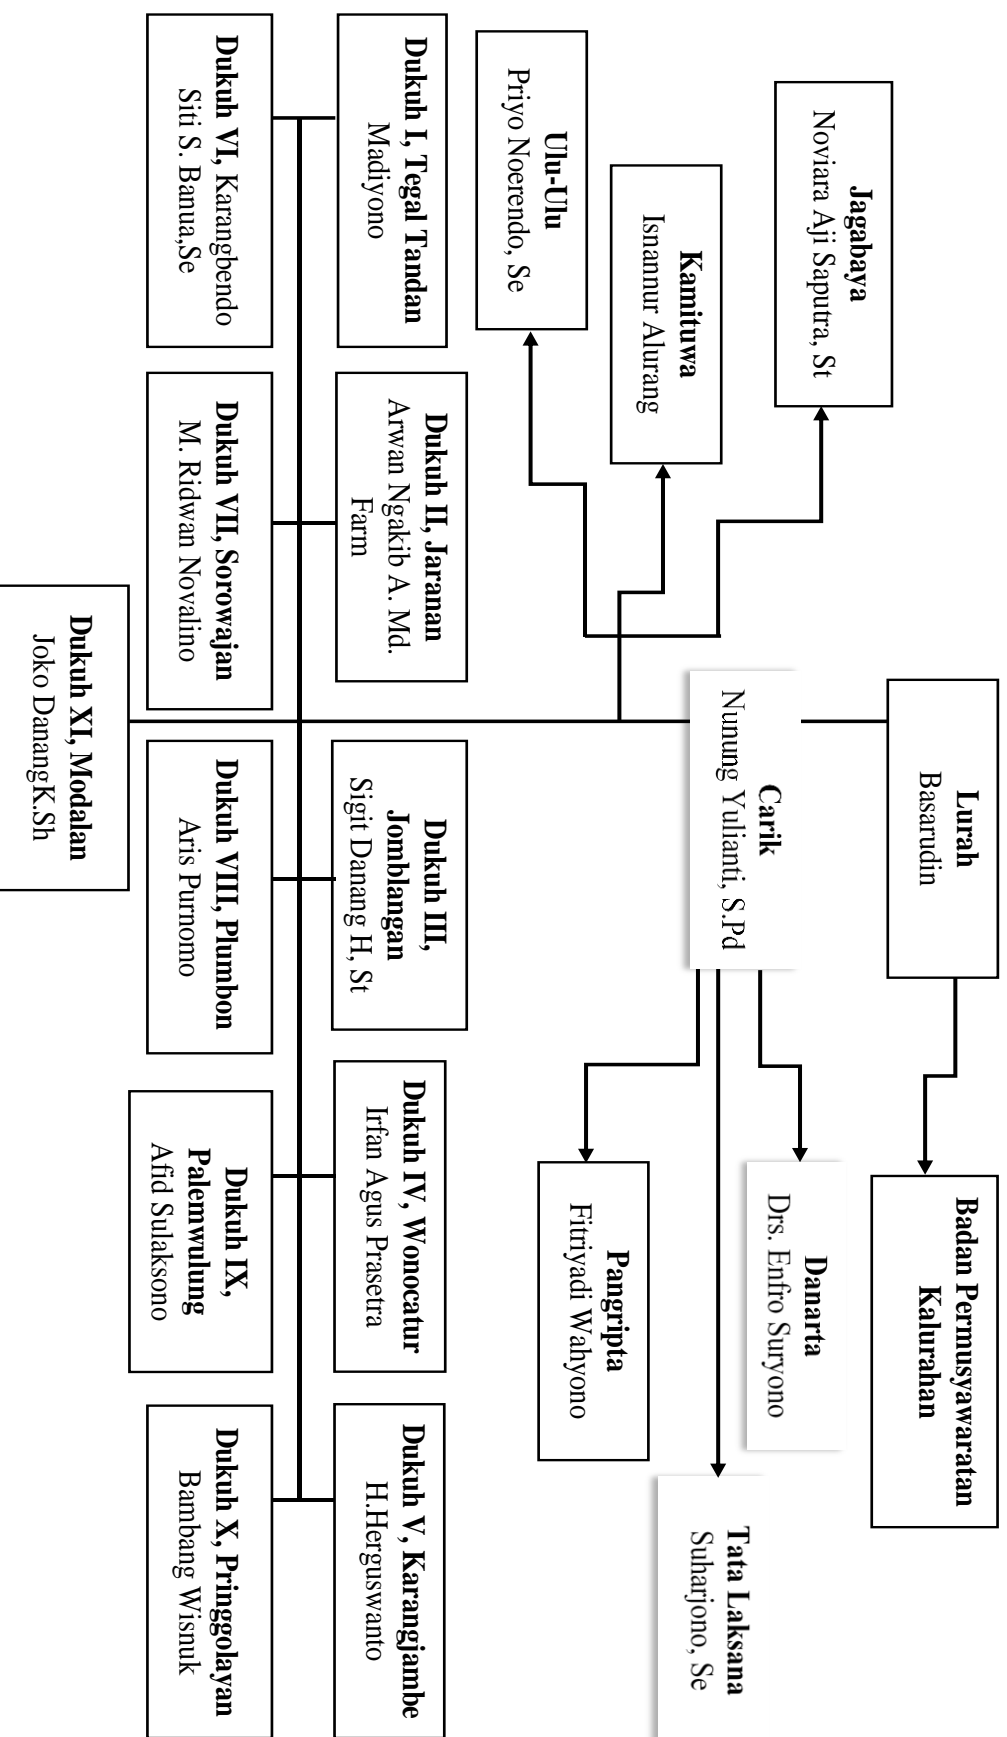 Lurah
Basarudin
Badan Permusyawaratan
Kalurahan
Jagabaya
Noviara Aji Saputra, St
Carik
Nunung Yulianti, S.Pd
Danarta
Drs. Enfro Suryono
Tata Laksana
Suharjono, Se
Kamituwa
Isnannur Alurang
Pangripta
Fitriyadi Wahyono
Ulu-Ulu
Priyo Noerendo, Se
Dukuh I, Tegal Tandan
Madiyono
Dukuh II, Jaranan
Arwan Ngakib A. Md.
Farm
Dukuh III,
Jomblangan
Sigit Danang H, St
Dukuh IV, Wonocatur
Irfan Agus Prasetra
Dukuh V, Karangjambe
H.Herguswanto
Dukuh VI, Karangbendo
Siti S. Banua,Se
Dukuh VII, Sorowajan
M. Ridwan Novalino
Dukuh VIII, Plumbon
Aris Purnomo
Dukuh IX,
Palemwulung
Afid Sulaksono
Dukuh X, Pringgolayan
Bambang Wisnuk
Dukuh XI, Modalan
Joko DanangK.Sh